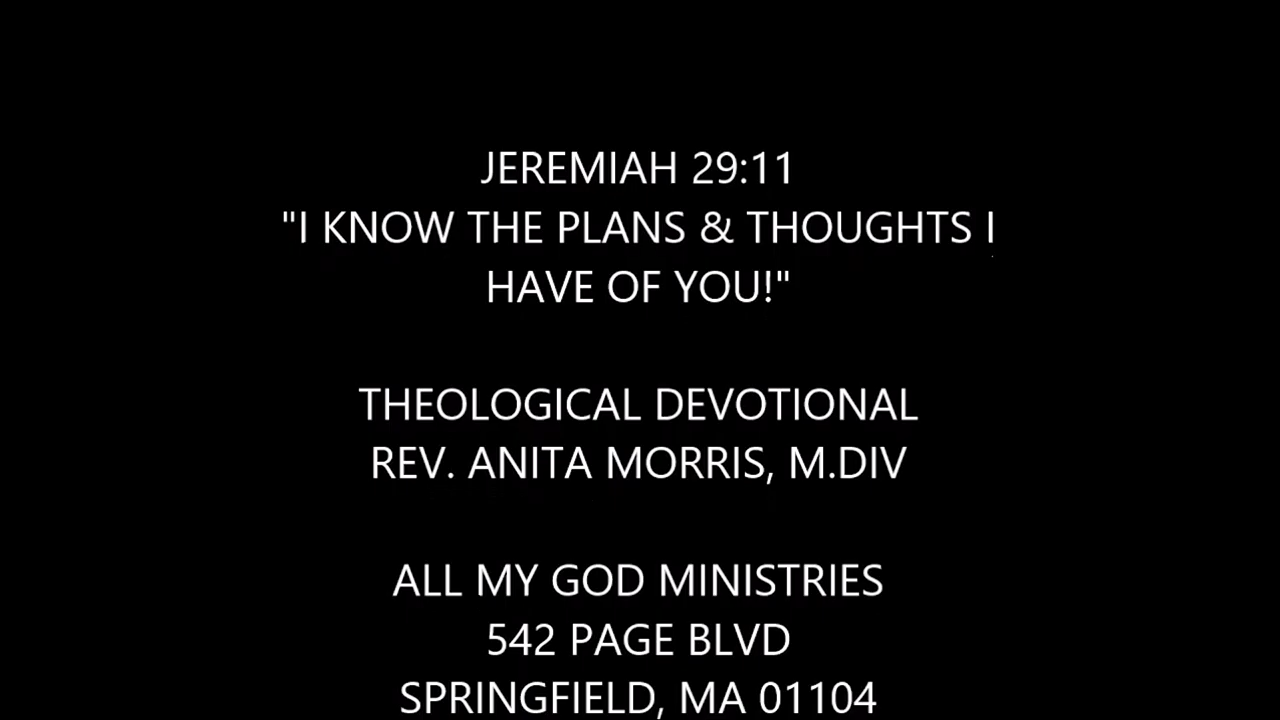 JEREMIAH 29:11
"I KNOW THE PLANS & THOUGHTS I
HAVE OF YOU!"
THEOLOGICAL DEVOTIONAL
REV. ANITA MORRIS, M.DIV
ALL MY GOD MINISTRIES
542 PAGE BLVD
SPRINGFIELD, MA 01104